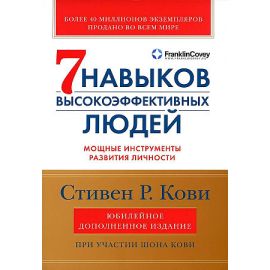 БОЛЕЕ 40 МИЛЛИОНОВ ЭКЗЕМПЛЯРОВ
ПРОДАНО ВО ВСЕМ МИРЕ
FranklinCovey
7 НАВЫКОВ
ВЫСОКОЭФФЕКТИВНЫХ
ЛЮДЕЙ
МОЩНЫЕ ИНСТРУМЕНТЫ
РАЗВИТИЯ ЛИЧНОСТИ
Стивен Р. Кови
ЮБИЛЕЙНОЕ
ДОПОЛНЕННОЕ ИЗДАНИЕ
ПРИ УЧАСТИИ ШОНА КОВИ